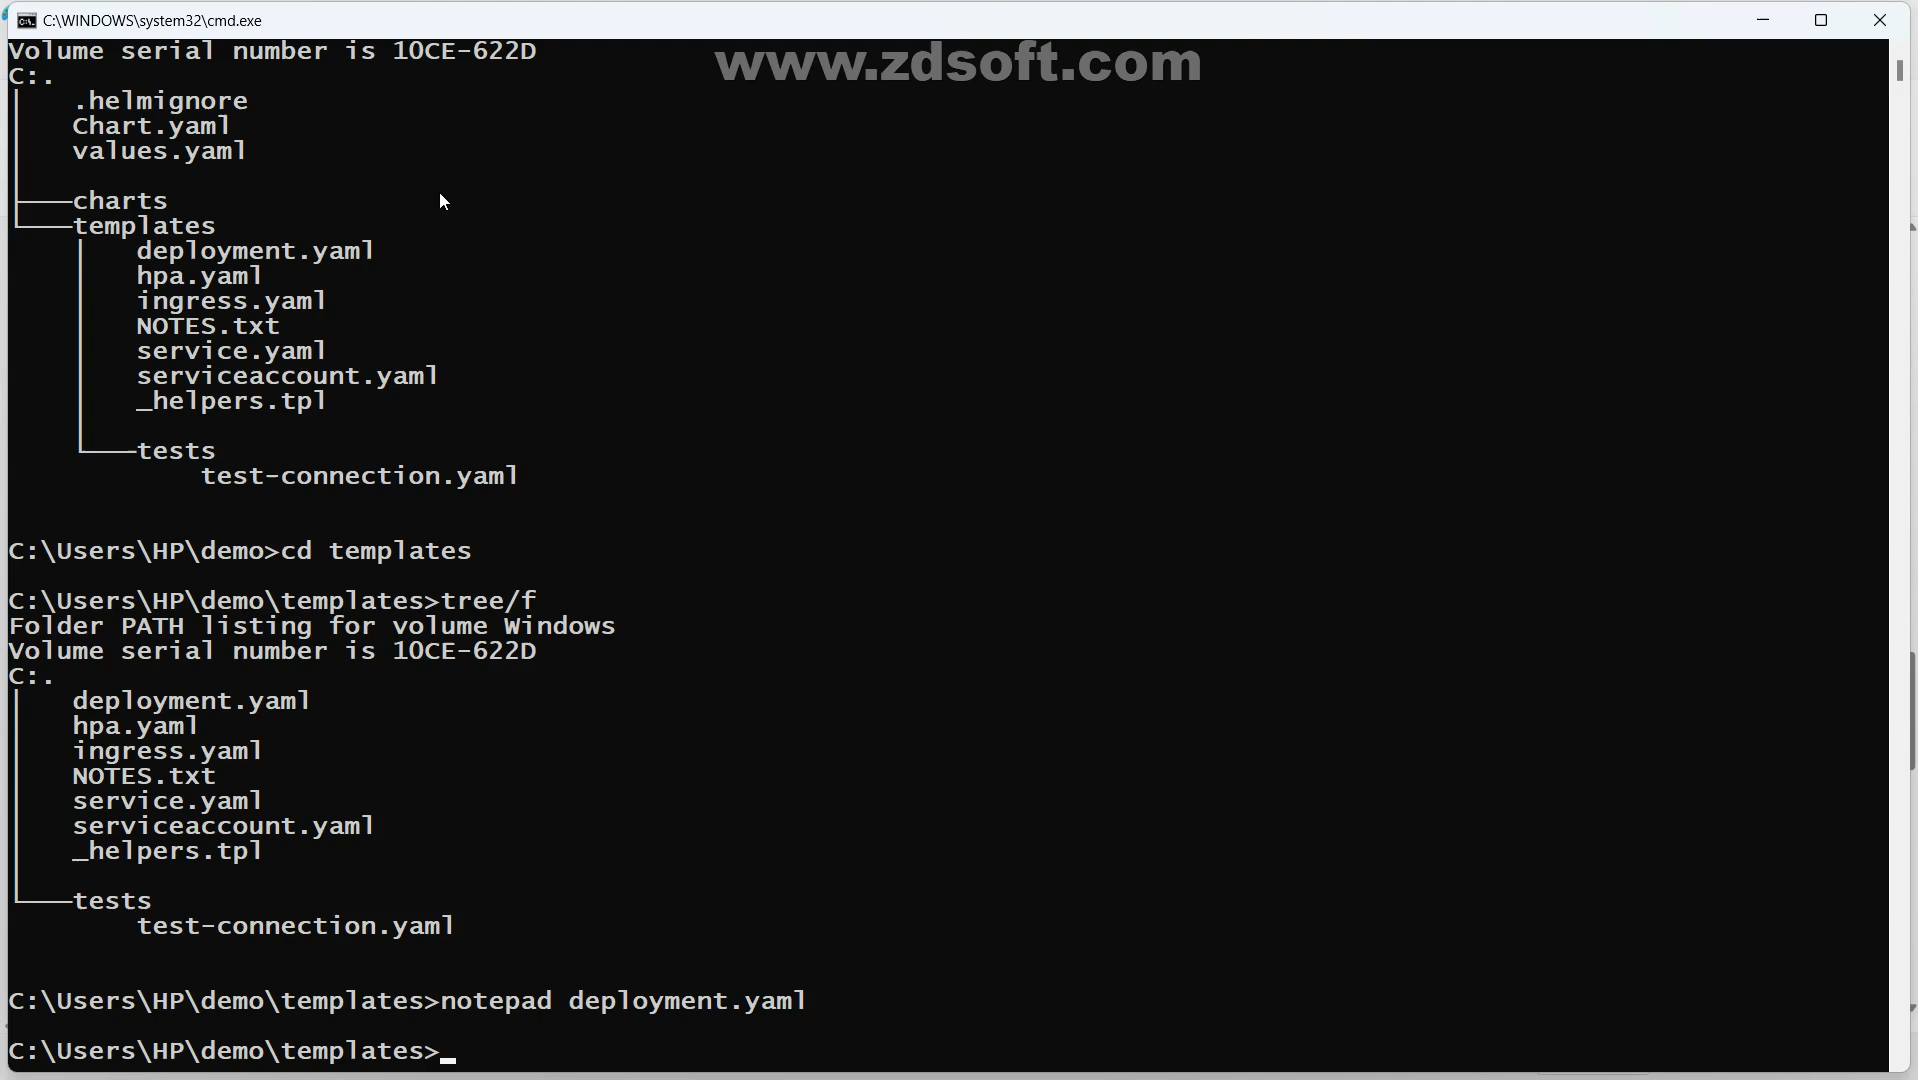 C:\WINDOWS\system32\cmd.exe
www.zdsoft.com
Volume serial number is 10CE-622D
C:.
.helmignore
Chart.yaml
values.yaml
charts
templates
deployment.yaml
hpa.yaml
ingress.yaml
NOTES.txt
service.yaml
serviceaccount.yaml
_helpers.tpl
tests
test-connection.yaml
C:\Users\HP\demo>cd templates
C:\Users\HP\demo\templates>tree/f
Folder PATH listing for volume Windows
Volume serial number is 10CE-622D
C:.
deployment.yaml
hpa.yaml
ingress.yaml
NOTES.txt
service.yaml
serviceaccount.yaml
_helpers.tpl
tests
test-connection.yaml
C:\Users\HP\demo\templates>notepad deployment.yaml
C:\Users\HP\demo\templates>